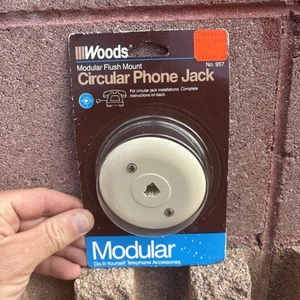 Woods®
Modular Flush Mount
Circular Phone Jack
No. 957
For circular jack installations. Complete
instructions on back.
Modular
Do-It-Yourself Telephone Accessories